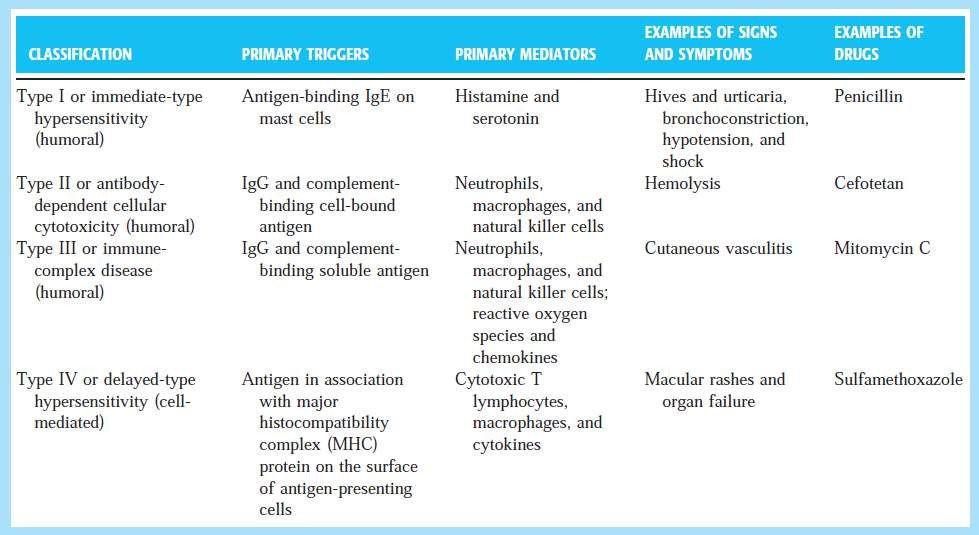 CLASSIFICATION PRIMARY TRIGGERS PRIMARY MEDIATORS EXAMPLES OF SIGNS AND SYMPTOMS EXAMPLES OF DRUGS
Type I or immediate-type
hypersensitivity
(humoral)
Antigen-binding IgE on
mast cells
Histamine and
serotonin
Hives and urticaria,
bronchoconstriction,
hypotension, and
shock
Penicillin
Type II or antibody-
dependent cellular
cytotoxicity (humoral)
IgG and complement-
binding cell-bound
antigen
Neutrophils,
macrophages, and
natural killer cells
Hemolysis
Cefotetan
Type III or immune-
complex disease
(humoral)
IgG and complement-
binding soluble antigen
Neutrophils,
macrophages, and
natural killer cells;
reactive oxygen
species and
chemokines
Cutaneous vasculitis
Mitomycin C
Type IV or delayed-type
hypersensitivity (cell-
mediated)
Antigen in association
with major
histocompatibility
complex (MHC)
protein on the surface
of antigen-presenting
cells
Cytotoxic T
lymphocytes,
macrophages, and
cytokines
Macular rashes and
organ failure
Sulfamethoxazole